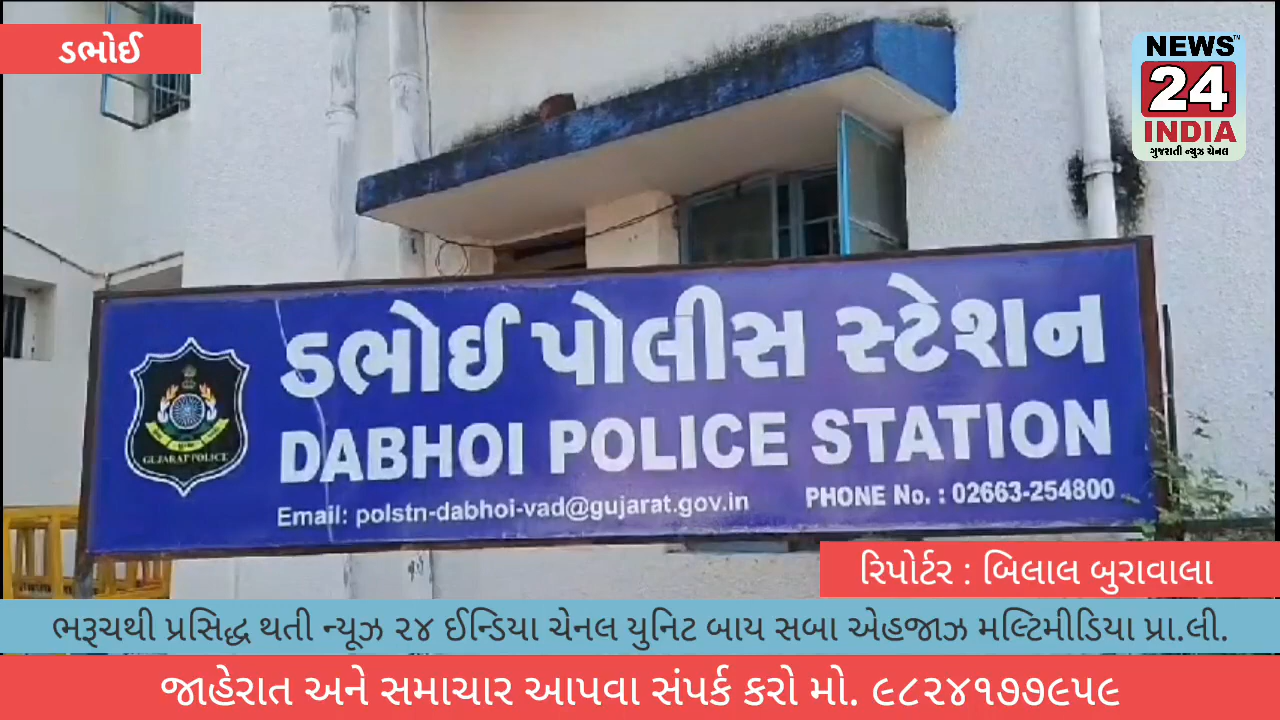 ડભોઈ
NEWS
24
INDIA
ગુજરાતી ન્યુઝ ચેનલ
ડભોઈ પોલીસ સ્ટેશન
DABHOI POLICE STATION
GUJARAT POLICE
Email: polstn-dabhoi-vad@gujarat.gov.in PHONE No. : 02663-254800
રિપોર્ટર : બિલાલ બુરાવાલા
ભરૂચથી પ્રસિદ્ધ થતી ન્યૂઝ ૨૪ ઈન્ડિયા ચેનલ યુનિટ બાય સબા એહજાઝ મલ્ટિમીડિયા પ્રા.લી.
જાહેરાત અને સમાચાર આપવા સંપર્ક કરો મો. ૯૮૨૪૧૭૭૯૫૯